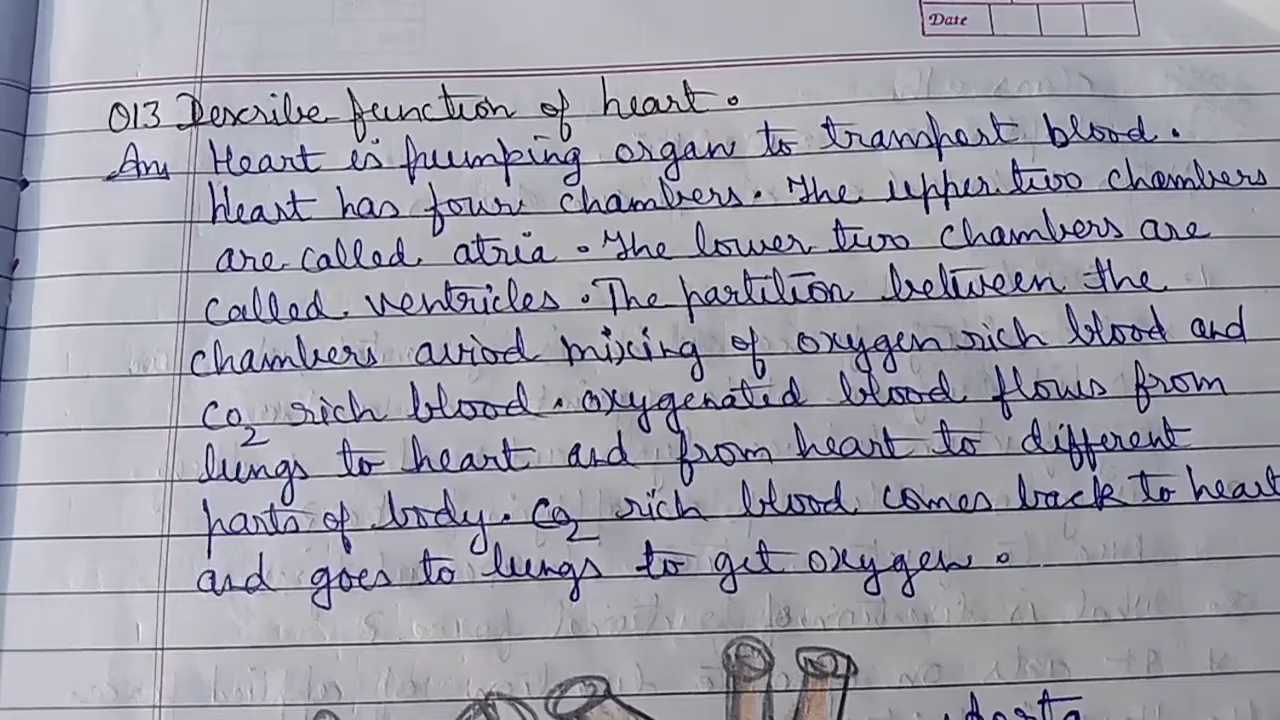 Date
Q13 Describe function of heart.
Ans Heart is pumping organ to transport blood.
Heart has four chambers. The upper two chambers
are called atria. The lower two chambers are
called ventricles. The partition between the
chambers aviod mixing of oxygen rich blood and
CO2 rich blood. oxygenated blood flows from
lungs to heart and from heart to different
parts of body. CO2 rich blood comes back to heart
and goes to lungs to get oxygen.